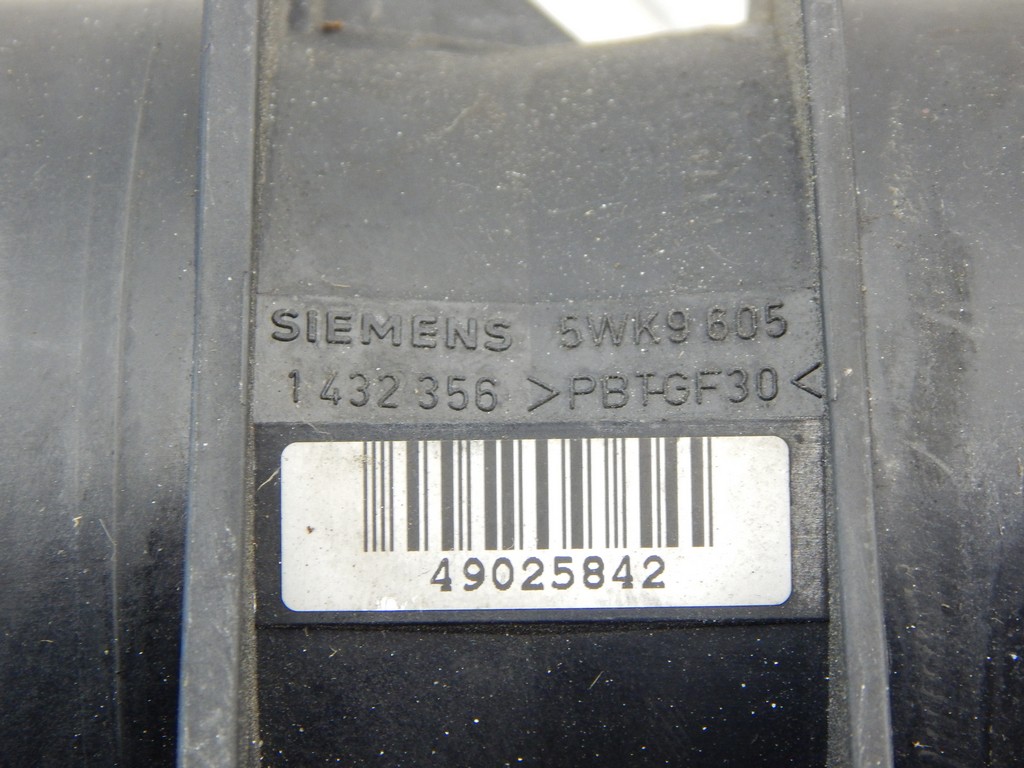 SIEMENS 5WK9 605
1 432 356 >PBT-GF30<
49025842